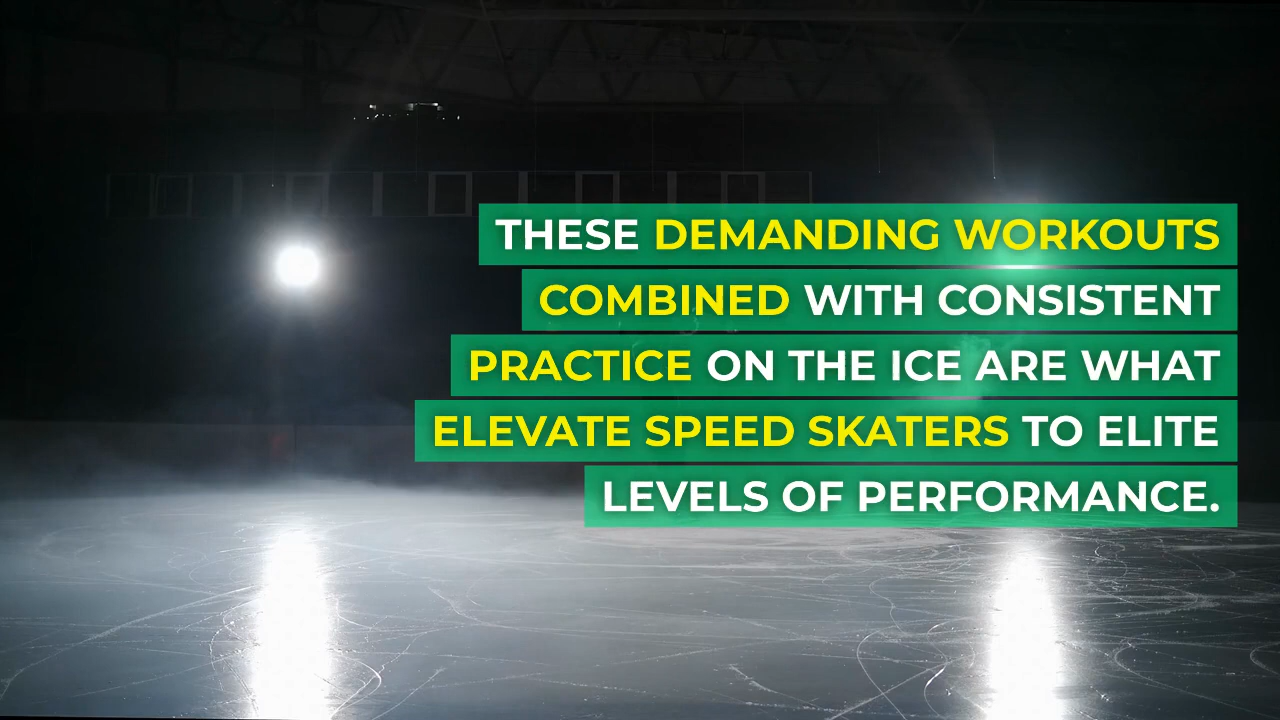 THESE DEMANDING WORKOUTS
COMBINED WITH CONSISTENT
PRACTICE ON THE ICE ARE WHAT
ELEVATE SPEED SKATERS TO ELITE
LEVELS OF PERFORMANCE.